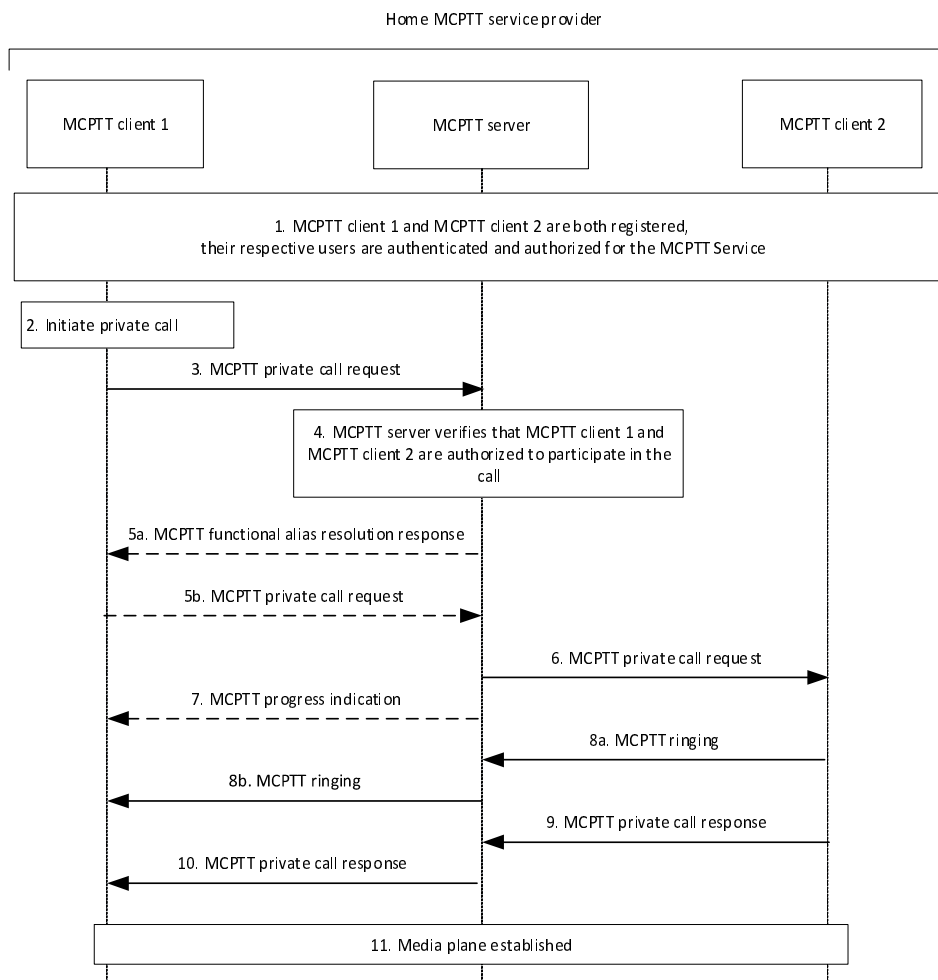 Home MCPTT service provider
MCPTT client 1
MCPTT server
MCPTT client 2
1. MCPTT client 1 and MCPTT client 2 are both registered,
their respective users are authenticated and authorized for the MCPTT Service
2. Initiate private call
3. MCPTT private call request
4. MCPTT server verifies that MCPTT client 1 and
MCPTT client 2 are authorized to participate in the
call
5a. MCPTT functional alias resolution response
5b. MCPTT private call request
6. MCPTT private call request
7. MCPTT progress indication
8a. MCPTT ringing
8b. MCPTT ringing
9. MCPTT private call response
10. MCPTT private call response
11. Media plane established